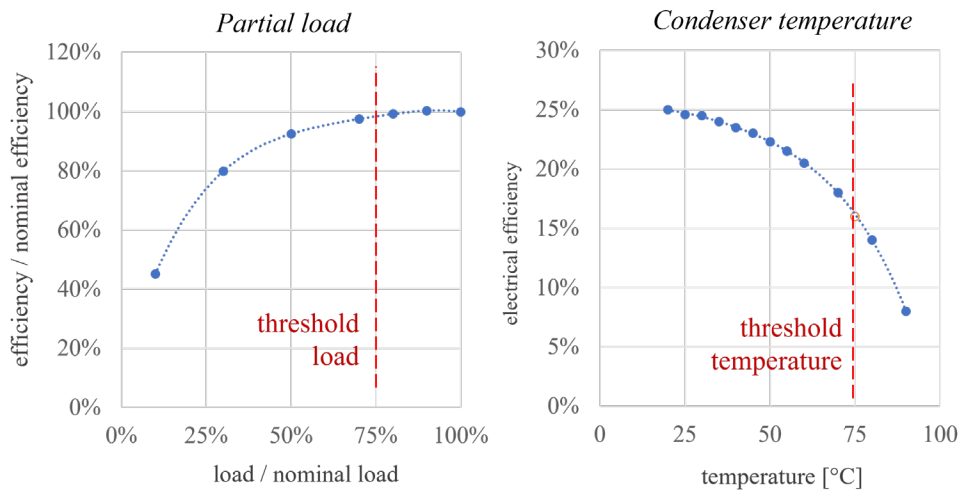 Partial load
120%
100%
80%
60%
40%
20%
0%
efficiency / nominal efficiency
threshold
load
0%
25%
50%
75%
100%
load / nominal load
Condenser temperature
30%
25%
20%
15%
10%
5%
0%
electrical efficiency
threshold
temperature
0
25
50
75
100
temperature [°C]